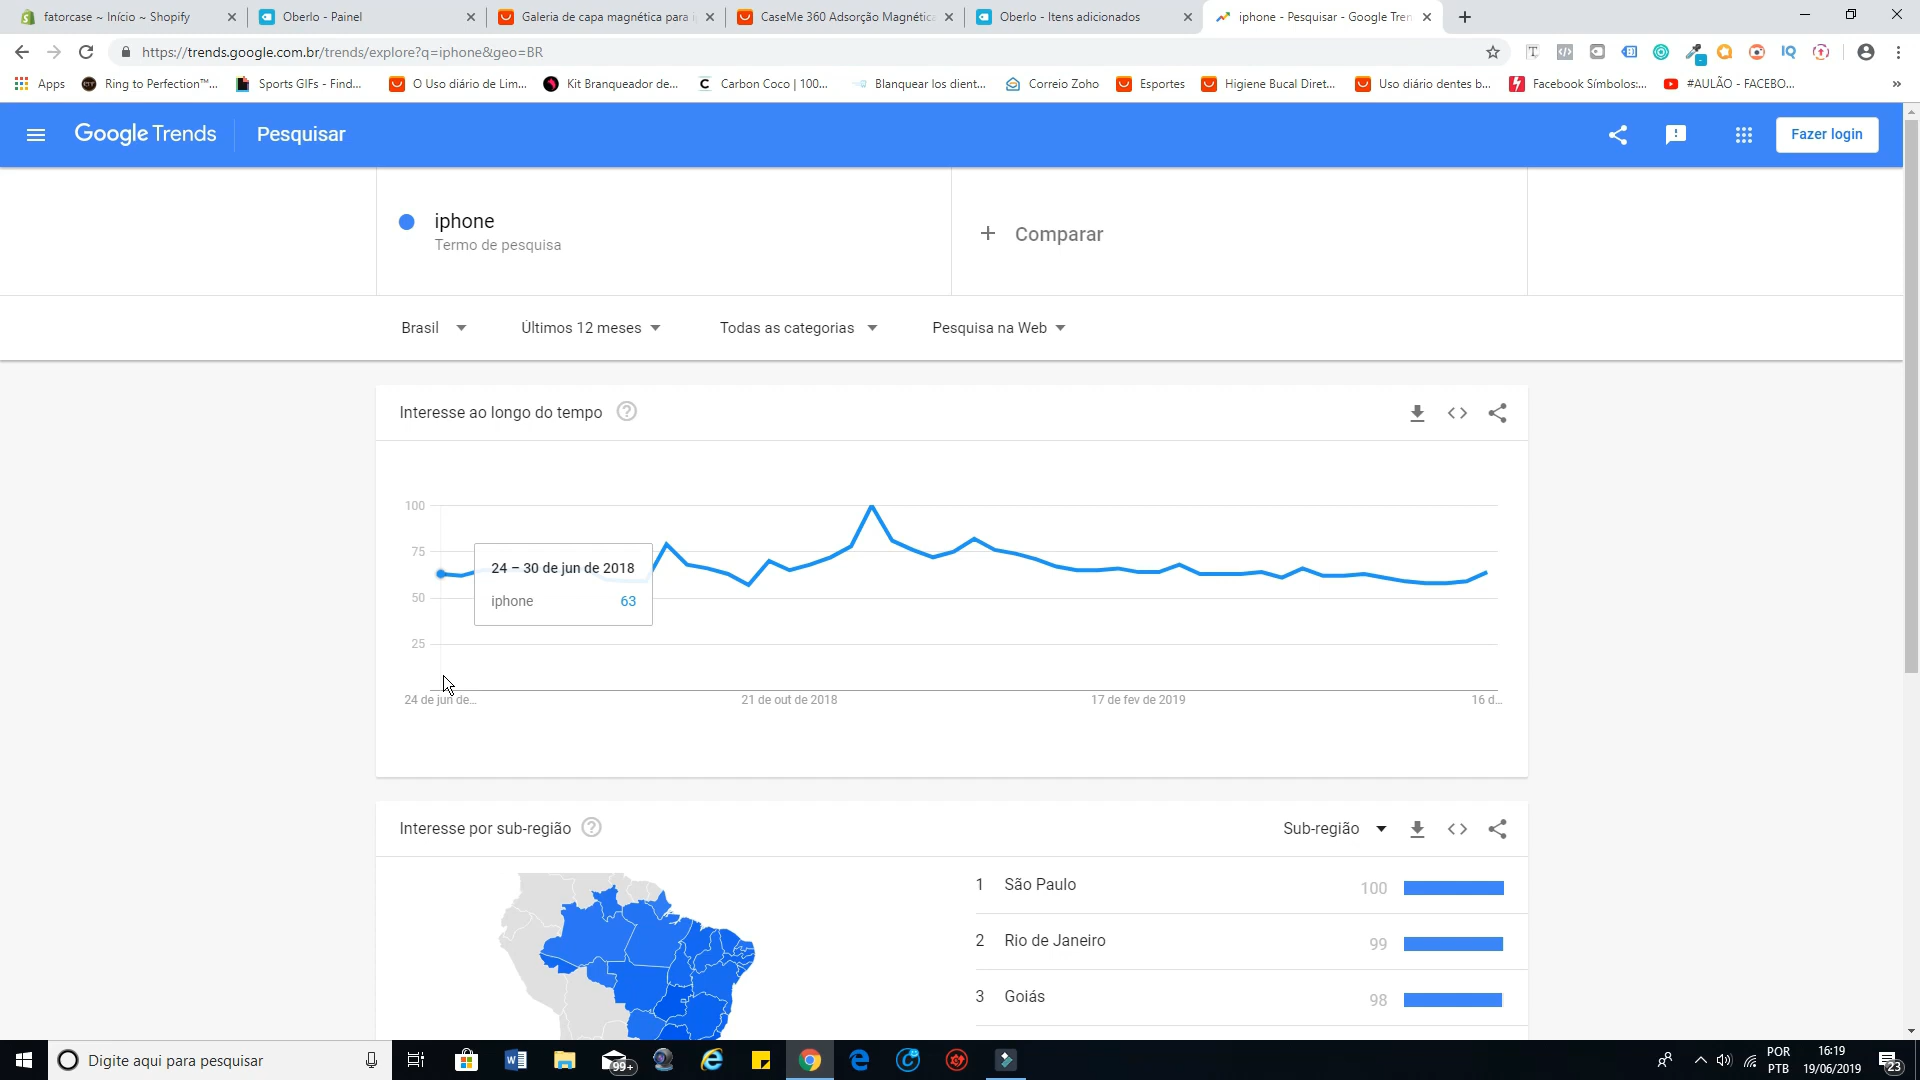 fatorcase ~ Início ~ Shopify
Oberlo - Painel
Galeria de capa magnética para i
CaseMe 360 Adsorção Magnética
Oberlo - Itens adicionados
iphone - Pesquisar - Google Tren
https://trends.google.com.br/trends/explore?q=iphone&geo=BR
Apps
Ring to Perfection™...
Sports GIFs - Find...
O Uso diário de Lim...
Kit Branqueador de...
Carbon Coco | 100...
Blanquear los dient...
Correio Zoho
Esportes
Higiene Bucal Diret...
Uso diário dentes b...
Facebook Símbolos:...
#AULÃO - FACEBO...
»
Google Trends
Pesquisar
Fazer login
iphone
Termo de pesquisa
+ Comparar
Brasil
Últimos 12 meses
Todas as categorias
Pesquisa na Web
Interesse ao longo do tempo
100
75
50
25
24 – 30 de jun de 2018
iphone 63
24 de jun de...
21 de out de 2018
17 de fev de 2019
16 d...
Interesse por sub-região
Sub-região
1 São Paulo 100
2 Rio de Janeiro 99
3 Goiás 98
Digite aqui para pesquisar
99+
POR
PTB
16:19
19/06/2019
23